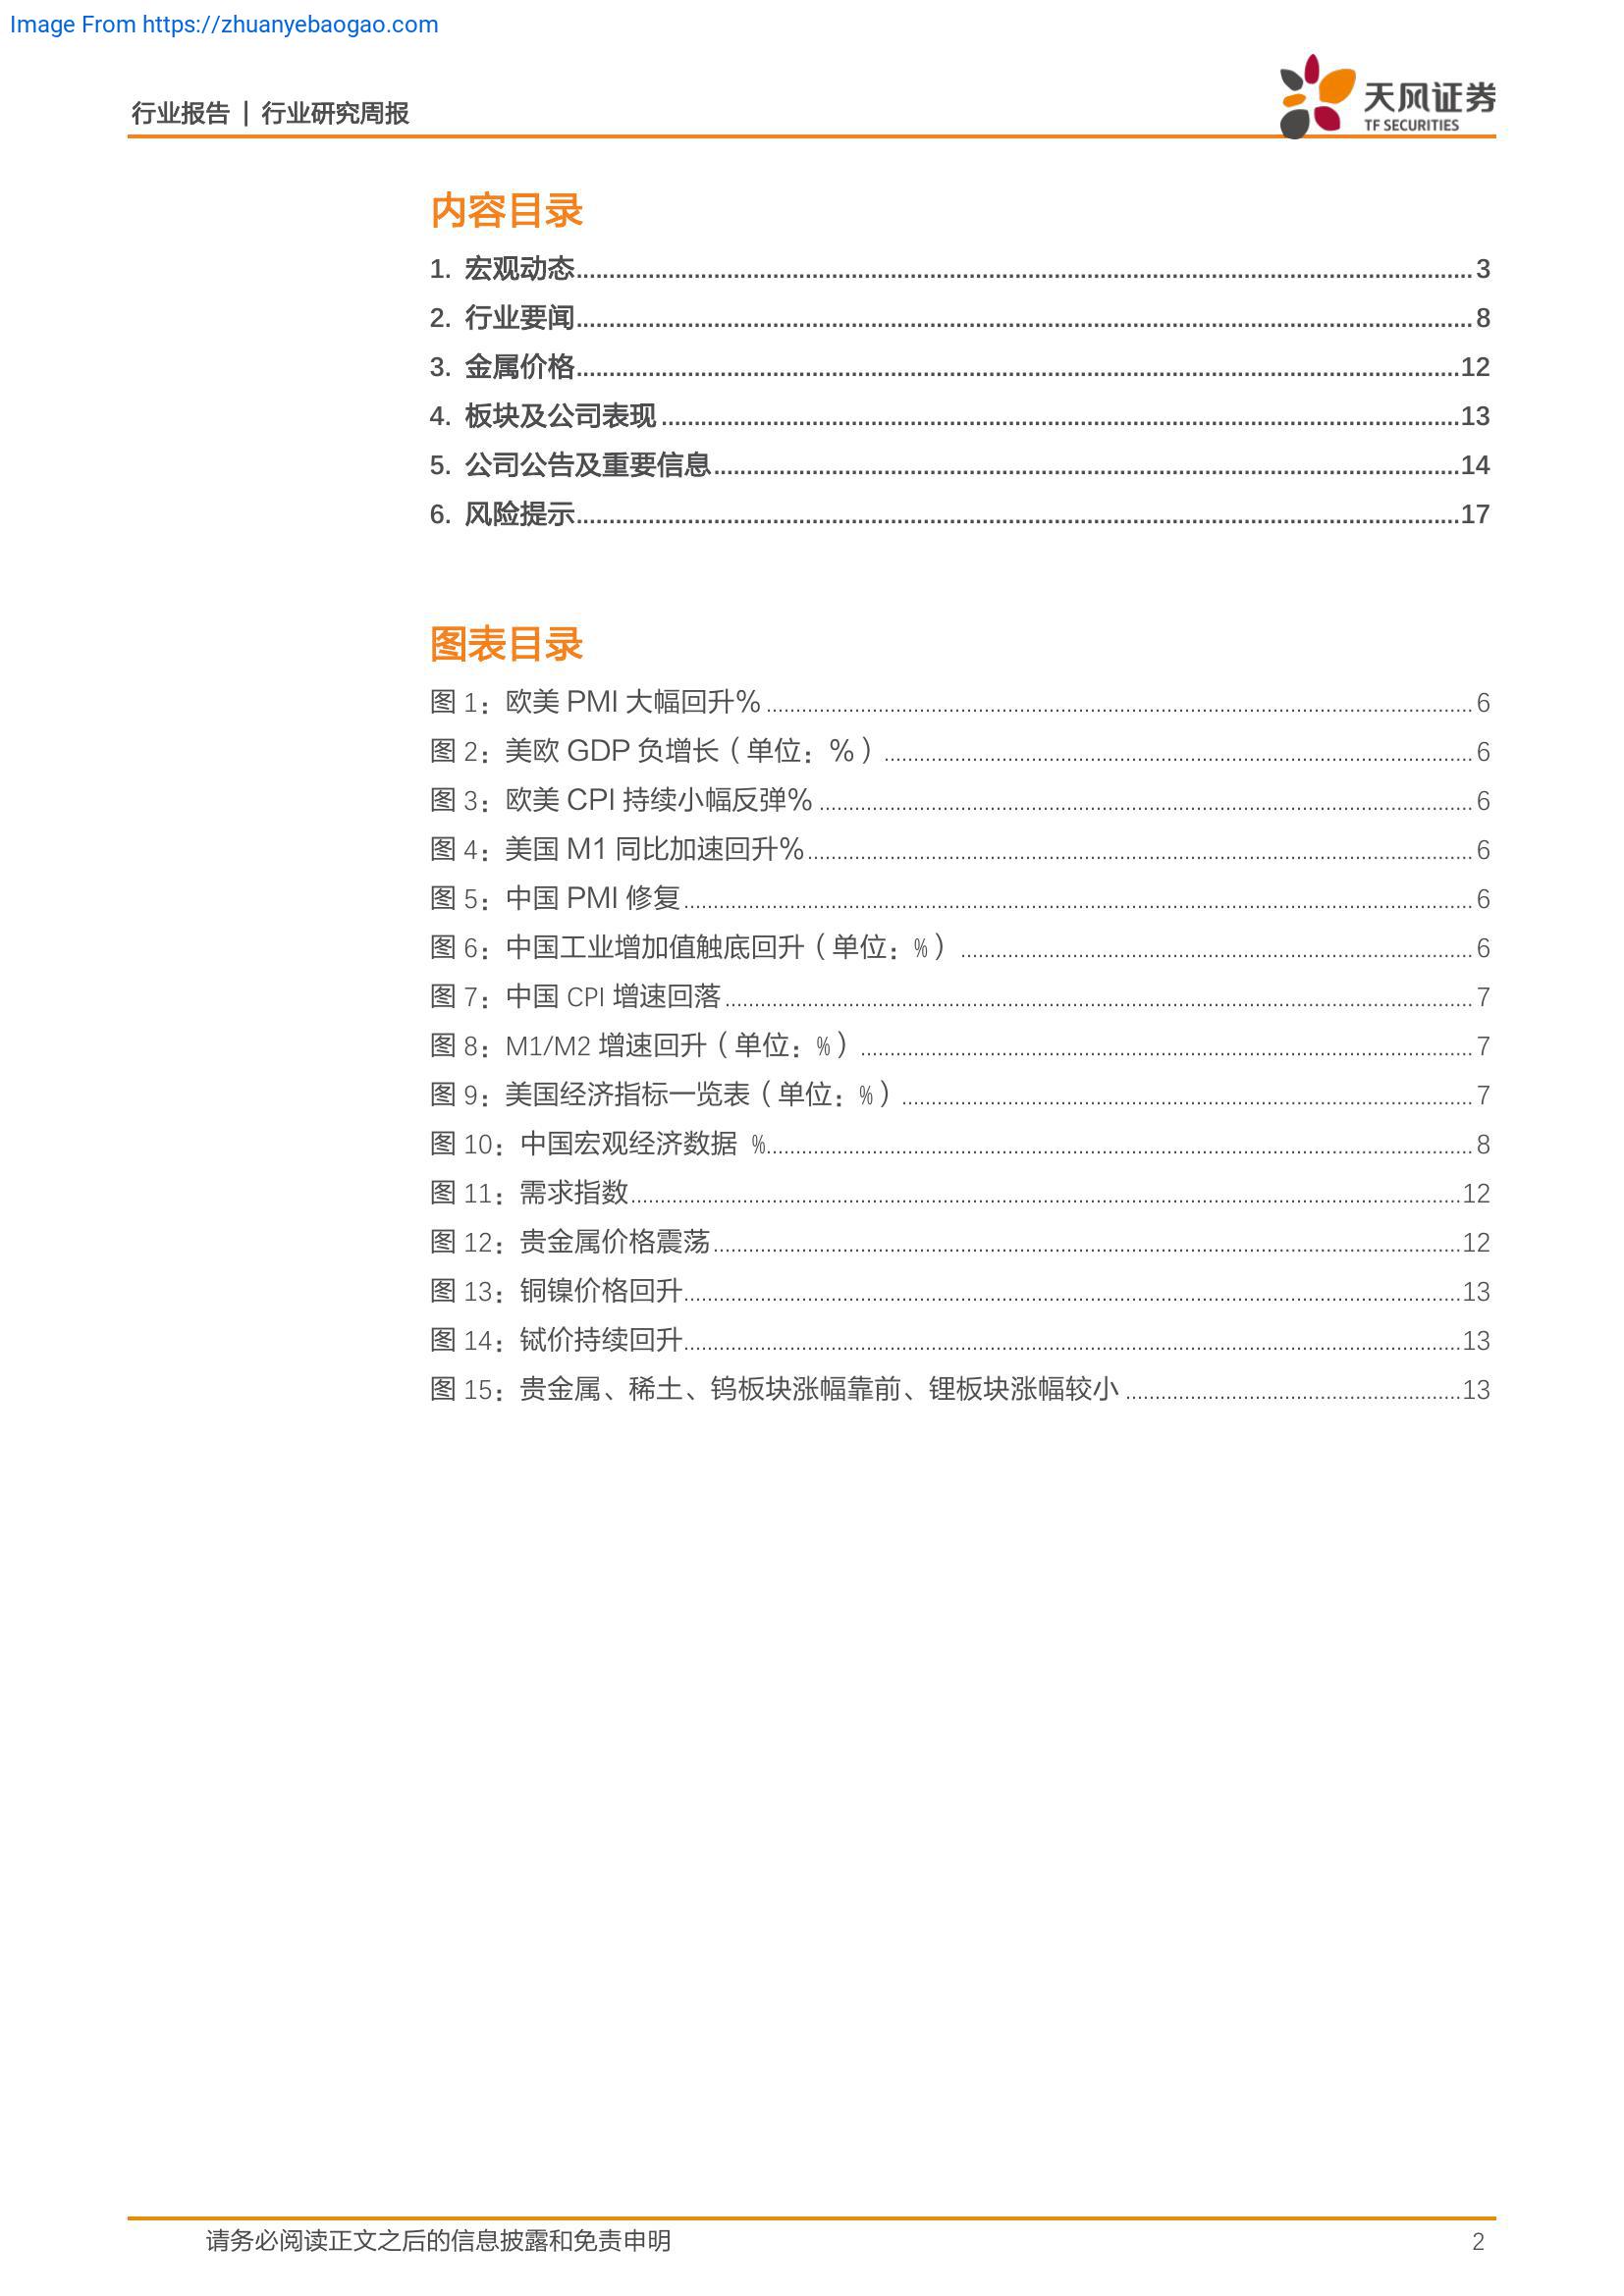 Image From https://zhuanyebaogao.com
行业报告 | 行业研究周报
天风证券
TF SECURITIES
内容目录
1. 宏观动态 3
2. 行业要闻 8
3. 金属价格 12
4. 板块及公司表现 13
5. 公司公告及重要信息 14
6. 风险提示 17
图表目录
图 1：欧美 PMI 大幅回升% 6
图 2：美欧 GDP 负增长（单位：%） 6
图 3：欧美 CPI 持续小幅反弹% 6
图 4：美国 M1 同比加速回升% 6
图 5：中国 PMI 修复 6
图 6：中国工业增加值触底回升（单位：%） 6
图 7：中国 CPI 增速回落 7
图 8：M1/M2 增速回升（单位：%） 7
图 9：美国经济指标一览表（单位：%） 7
图 10：中国宏观经济数据 % 8
图 11：需求指数 12
图 12：贵金属价格震荡 12
图 13：铜镍价格回升 13
图 14：铽价持续回升 13
图 15：贵金属、稀土、钨板块涨幅靠前、锂板块涨幅较小 13
请务必阅读正文之后的信息披露和免责申明 2